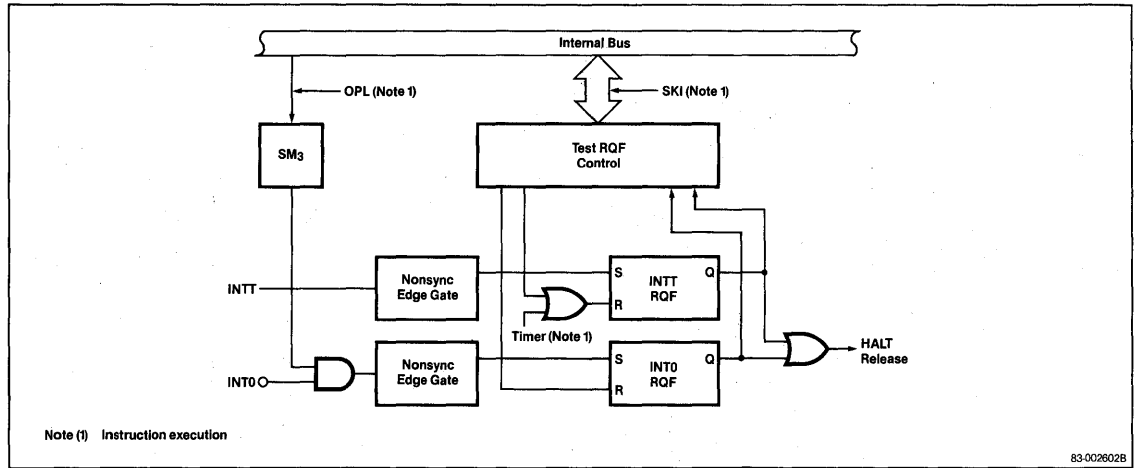 Internal Bus
OPL (Note 1)
SKI (Note 1)
SM3
Test RQF
Control
INTT
Nonsync
Edge Gate
S
Q
INTT
RQF
R
Timer (Note 1)
INT0
Nonsync
Edge Gate
S
Q
INT0
RQF
R
HALT
Release
Note (1) Instruction execution
83-002602B